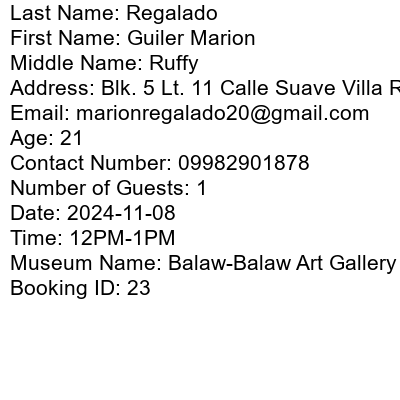 Last Name: Regalado
First Name: Guiler Marion
Middle Name: Ruffy
Address: Blk. 5 Lt. 11 Calle Suave Villa
Email: marionregalado20@gmail.com
Age: 21
Contact Number: 09982901878
Number of Guests: 1
Date: 2024-11-08
Time: 12PM-1PM
Museum Name: Balaw-Balaw Art Gallery
Booking ID: 23